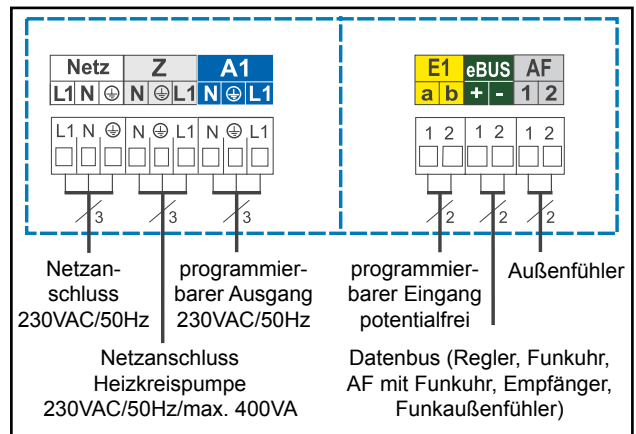 Netz Z A1 E1 eBUS AF
L1 N ⏚ N ⏚ L1 N ⏚ L1 a b + - 1 2
L1 N ⏚ N ⏚ L1 N ⏚ L1 1 2 1 2 1 2
3 3 3 2 2 2
Netzan-
schluss
230VAC/50Hz
programmier-
barer Ausgang
230VAC/50Hz
programmier-
barer Eingang
potentialfrei
Außenfühler
Netzanschluss
Heizkreispumpe
230VAC/50Hz/max. 400VA
Datenbus (Regler, Funkuhr,
AF mit Funkuhr, Empfänger,
Funkaußenfühler)